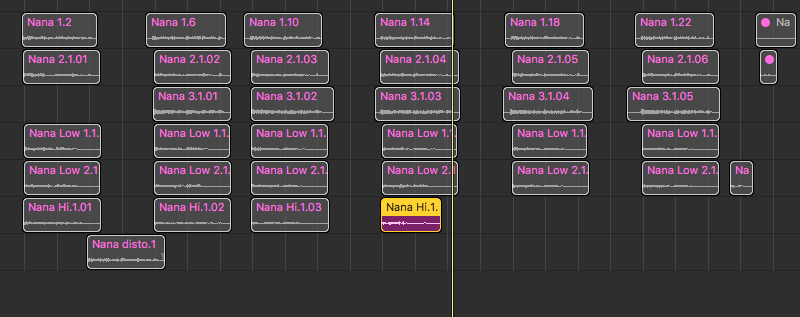 Nana 1.2
Nana 1.6
Nana 1.10
Nana 1.14
Nana 1.18
Nana 1.22
Na
Nana 2.1.01
Nana 2.1.02
Nana 2.1.03
Nana 2.1.04
Nana 2.1.05
Nana 2.1.06
Nana 3.1.01
Nana 3.1.02
Nana 3.1.03
Nana 3.1.04
Nana 3.1.05
Nana Low 1.1.
Nana Low 1.1.
Nana Low 1.1.
Nana Low 1.1.
Nana Low 1.1.
Nana Low 1.1.
Nana Low 2.1
Nana Low 2.1.
Nana Low 2.1.
Nana Low 2.1.
Nana Low 2.1.
Nana Low 2.1.
Na
Nana Hi.1.01
Nana Hi.1.02
Nana Hi.1.03
Nana Hi.1.
Nana disto.1